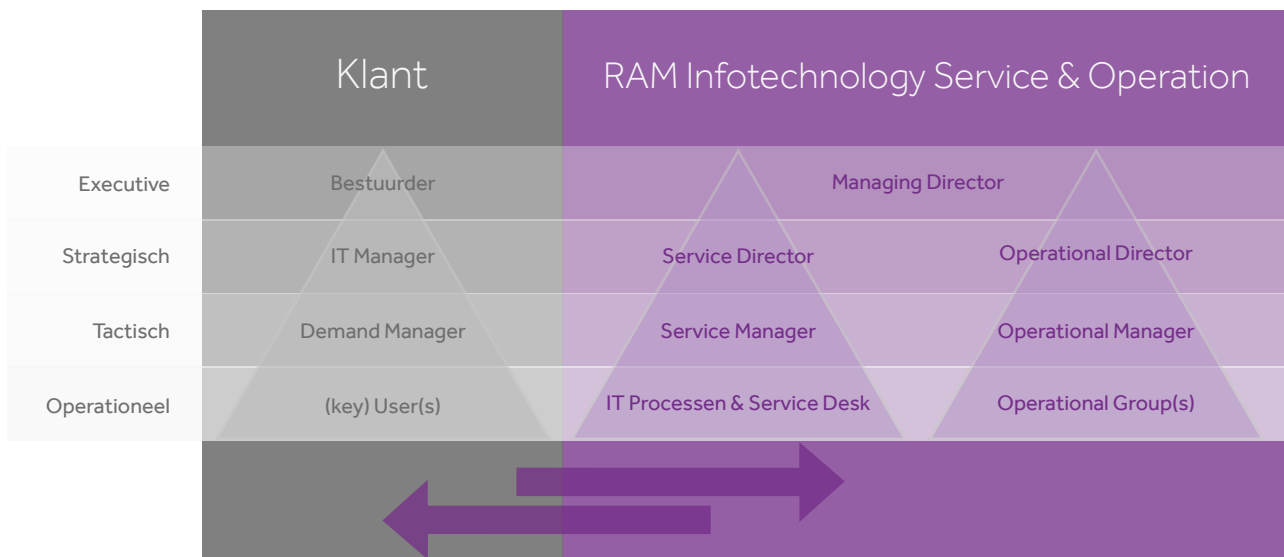 Klant
RAM Infotechnology Service & Operation
Executive
Bestuurder
Managing Director
Strategisch
IT Manager
Service Director
Operational Director
Tactisch
Demand Manager
Service Manager
Operational Manager
Operationeel
(key) User(s)
IT Processen & Service Desk
Operational Group(s)